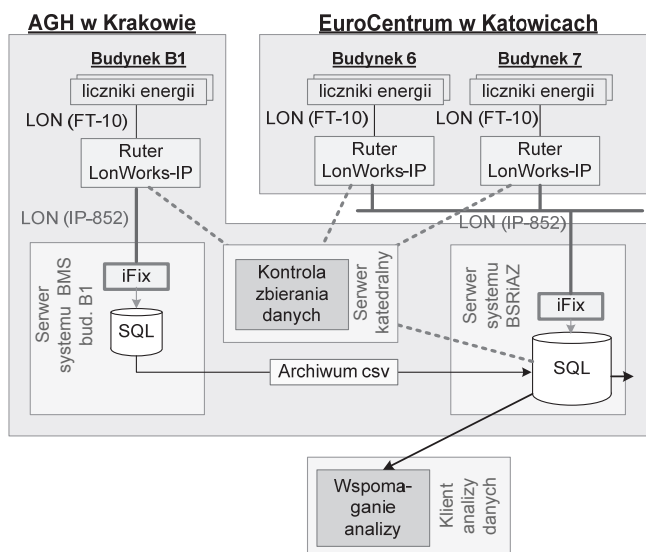 AGH w Krakowie
EuroCentrum w Katowicach
Budynek B1
Budynek 6
Budynek 7
liczniki energii
liczniki energii
liczniki energii
LON (FT-10)
LON (FT-10)
LON (FT-10)
Ruter
LonWorks-IP
Ruter
LonWorks-IP
Ruter
LonWorks-IP
LON (IP-852)
LON (IP-852)
Serwer
systemu BMS
bud. B1
iFix
SQL
Kontrola
zbierania
danych
Serwer
katedralny
Serwer
systemu
BSRiAZ
iFix
SQL
Archiwum csv
Wspoma-
ganie
analizy
Klient
analizy
danych